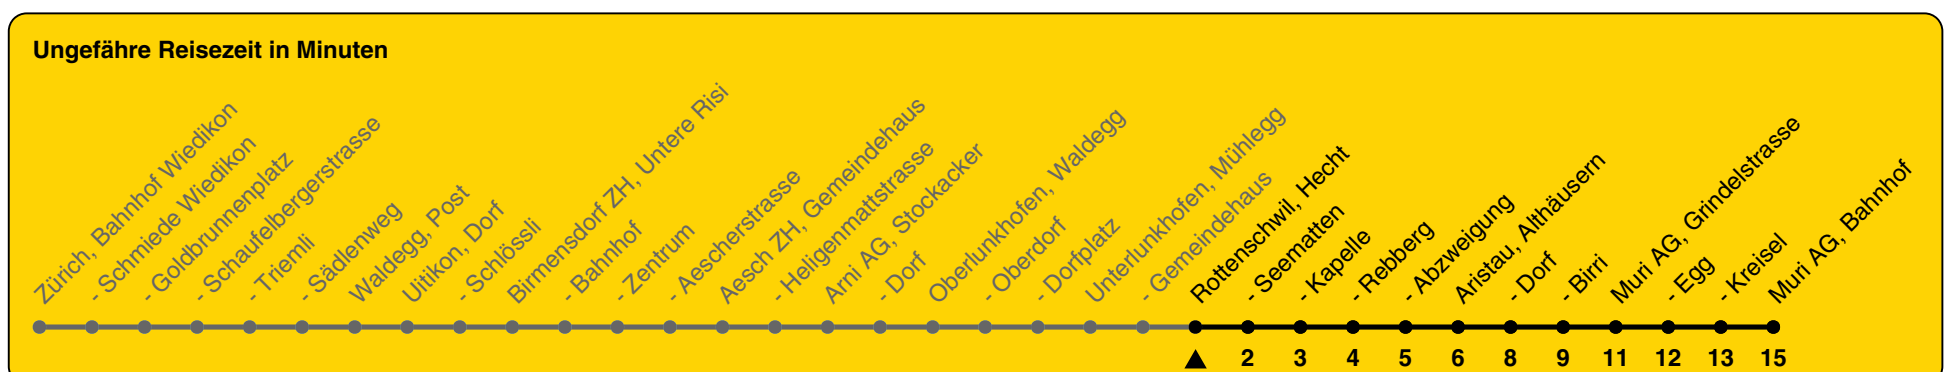 Ungefähre Reisezeit in Minuten
Zürich, Bahnhof Wiedikon
- Schmiede Wiedikon
- Goldbrunnenplatz
- Schaufelbergerstrasse
- Triemli
- Sädlenweg
Waldegg, Post
Uitikon, Dorf
- Schlössli
Birmensdorf ZH, Untere Risi
- Bahnhof
- Zentrum
- Aescherstrasse
Aesch ZH, Gemeindehaus
- Heligenmattstrasse
Arni AG, Stockacker
- Dorf
Oberlunkhofen, Waldegg
- Oberdorf
- Dorfplatz
Unterlunkhofen, Mühlegg
- Gemeindehaus
Rottenschwil, Hecht
- Seematten
- Kapelle
- Rebberg
- Abzweigung
Aristau, Althäusern
- Dorf
- Birri
Muri AG, Grindelstrasse
- Egg
- Kreisel
Muri AG, Bahnhof
2 3 4 5 6 8 9 11 12 13 15